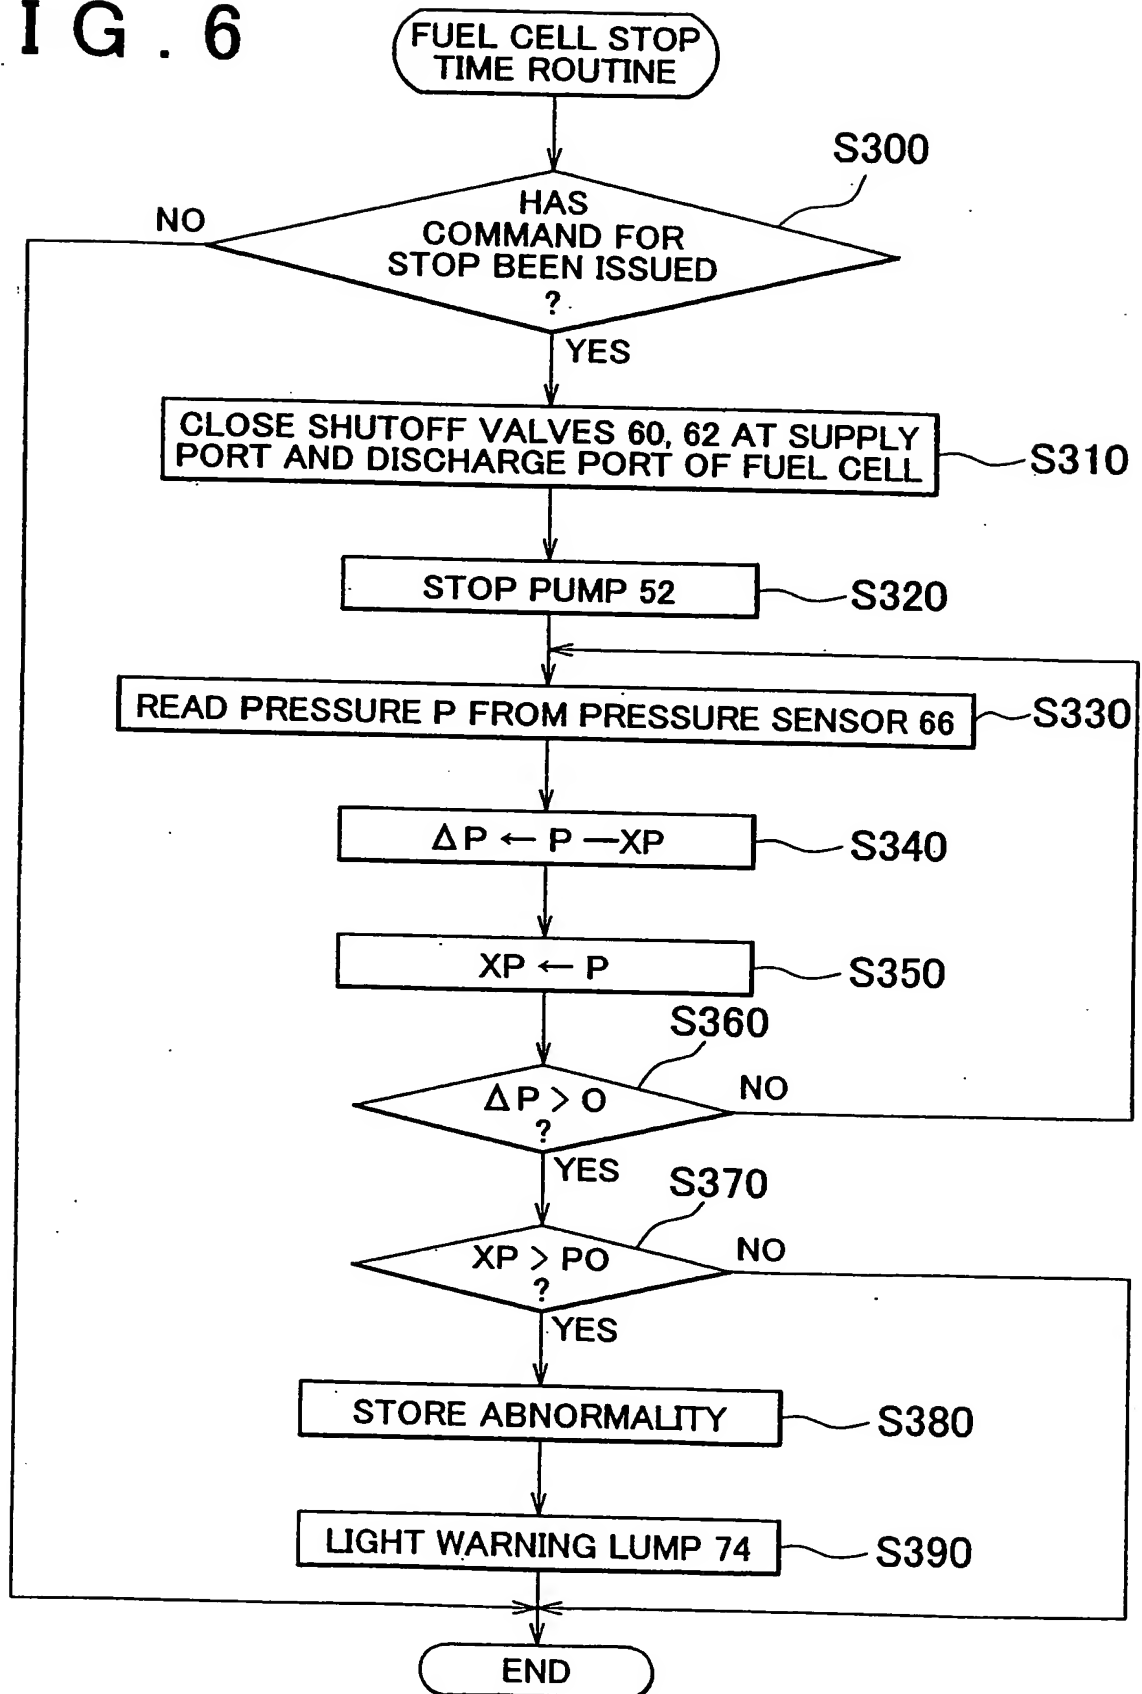 I G . 6
FUEL CELL STOP
TIME ROUTINE
S300
HAS
COMMAND FOR
STOP BEEN ISSUED
?
NO
YES
CLOSE SHUTOFF VALVES 60, 62 AT SUPPLY
PORT AND DISCHARGE PORT OF FUEL CELL
S310
STOP PUMP 52
S320
READ PRESSURE P FROM PRESSURE SENSOR 66
S330
ΔP ← P —XP
S340
XP ← P
S350
S360
ΔP > O
?
NO
YES
S370
XP > PO
?
NO
YES
STORE ABNORMALITY
S380
LIGHT WARNING LUMP 74
S390
END